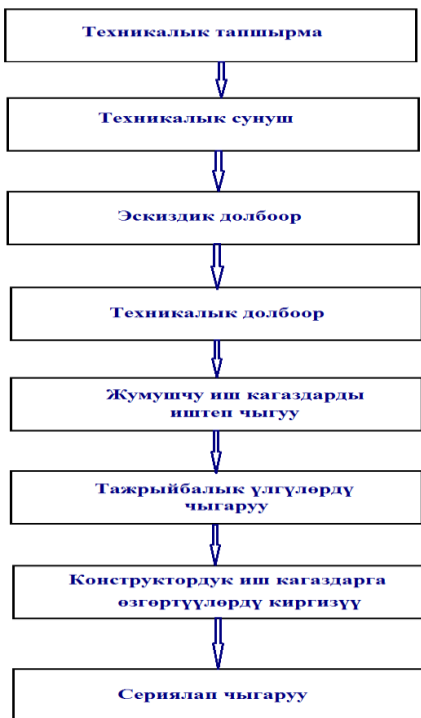 Техникалык тапшырма
Техникалык сунуш
Эскиздик долбоор
Техникалык долбоор
Жумушчу иш кагаздарды
иштеп чыгуу
Тажрыйбалык үлгүлөрдү
чыгаруу
Конструктордук иш кагаздарга
өзгөртүүлөрдү киргизүү
Сериялап чыгаруу